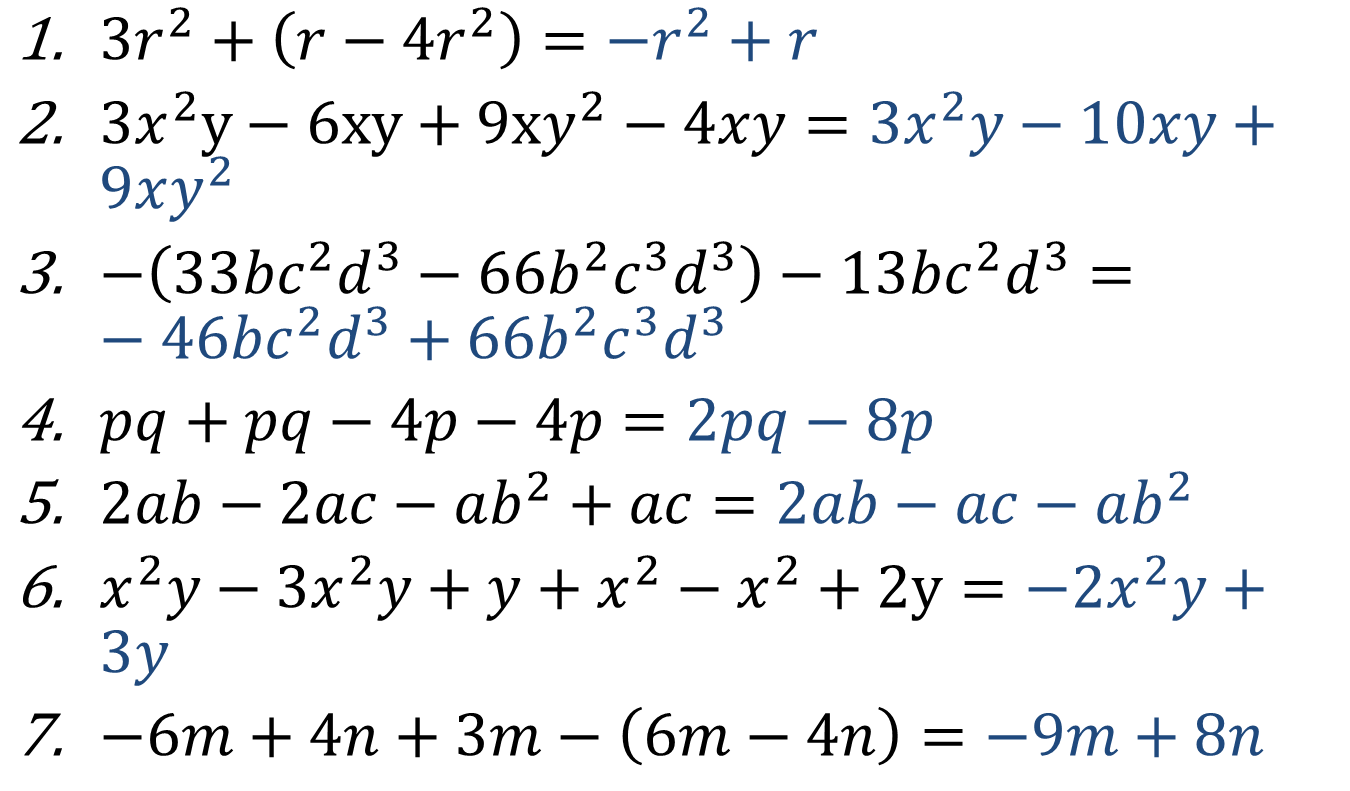 1. 3r² + (r − 4r²) = −r² + r
2. 3x²y − 6xy + 9xy² − 4xy = 3x²y − 10xy +
9xy²
3. −(33bc²d³ − 66b²c³d³) − 13bc²d³ =
− 46bc²d³ + 66b²c³d³
4. pq + pq − 4p − 4p = 2pq − 8p
5. 2ab − 2ac − ab² + ac = 2ab − ac − ab²
6. x²y − 3x²y + y + x² − x² + 2y = −2x²y +
3y
7. −6m + 4n + 3m − (6m − 4n) = −9m + 8n